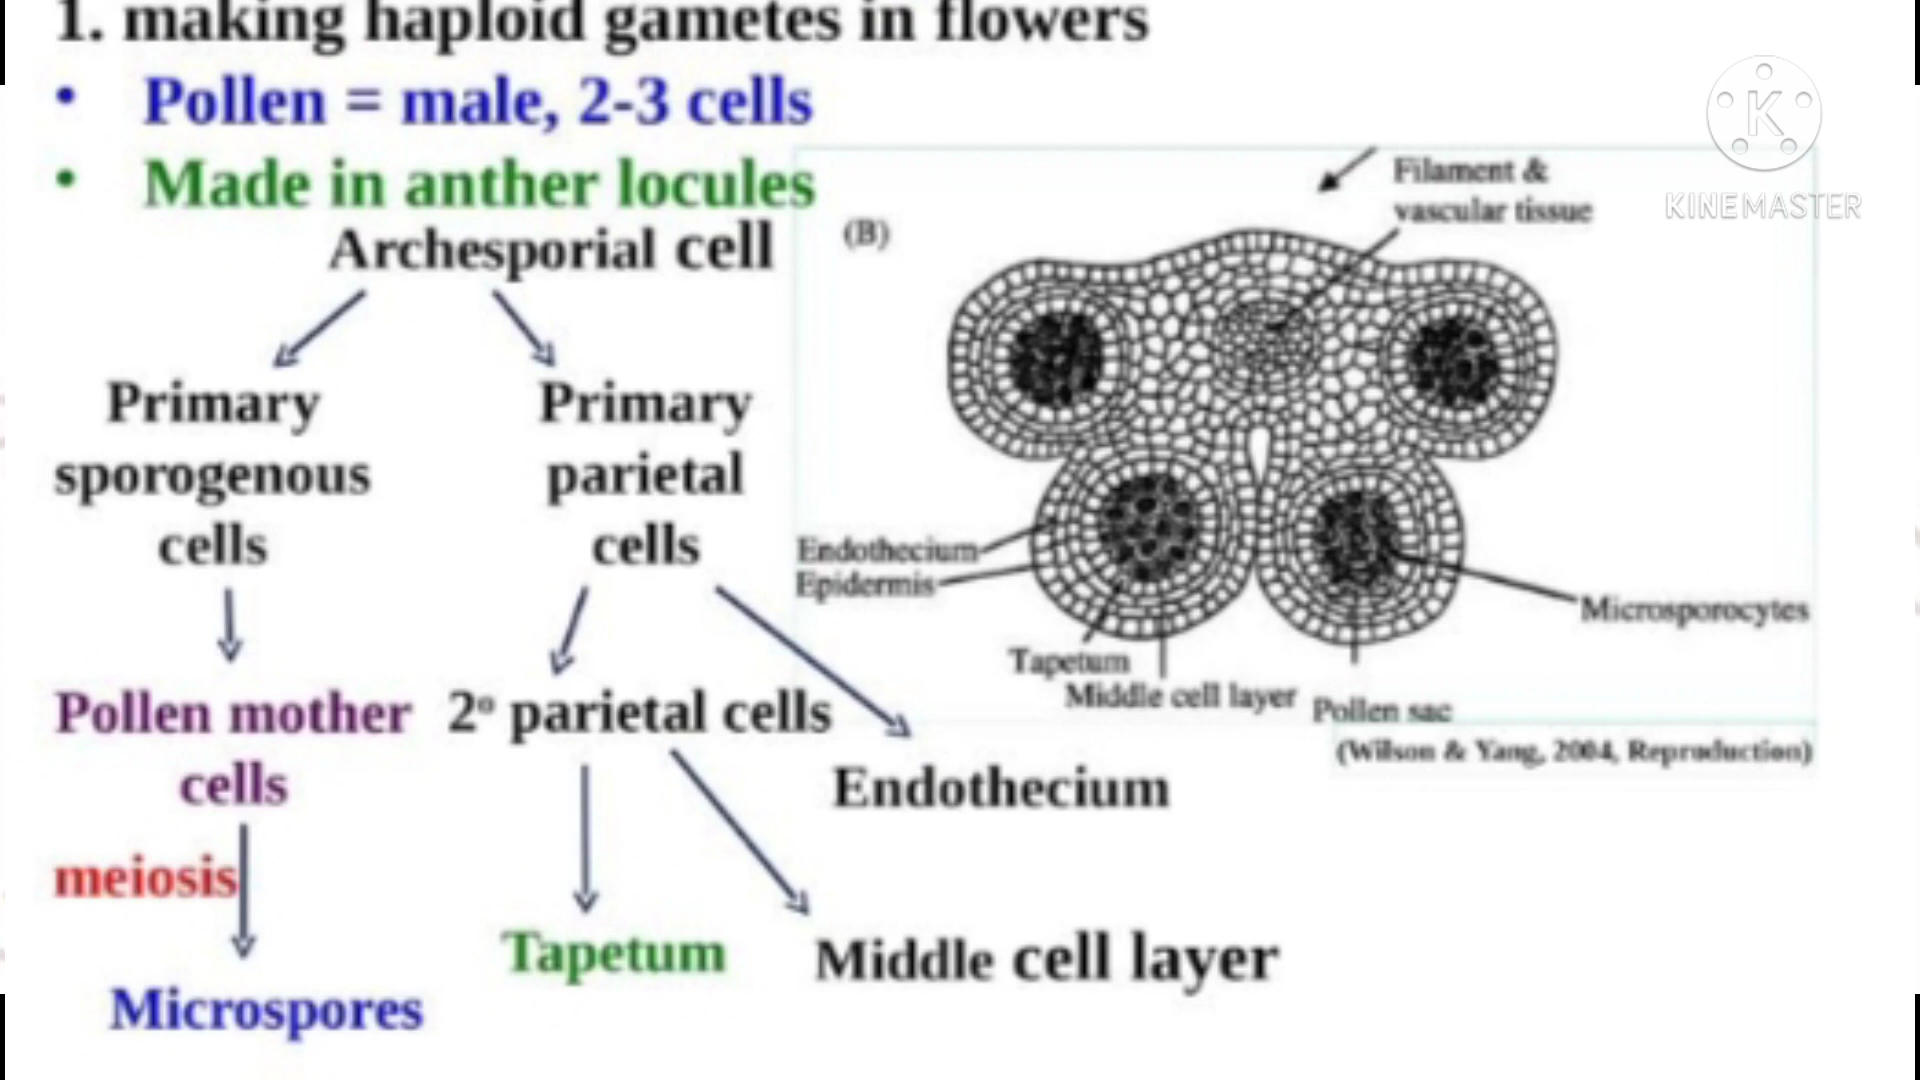 1. making haploid gametes in flowers
• Pollen = male, 2-3 cells
• Made in anther locules
Archesporial cell
Primary
sporogenous
cells
Primary
parietal
cells
Pollen mother
cells
2º parietal cells
Endothecium
meiosis
Tapetum
Middle cell layer
Microspores
(B)
Filament &
vascular tissue
Endothecium
Epidermis
Microsporocytes
Tapetum
Middle cell layer
Pollen sac
(Wilson & Yang, 2004, Reproduction)
K
KINEMASTER